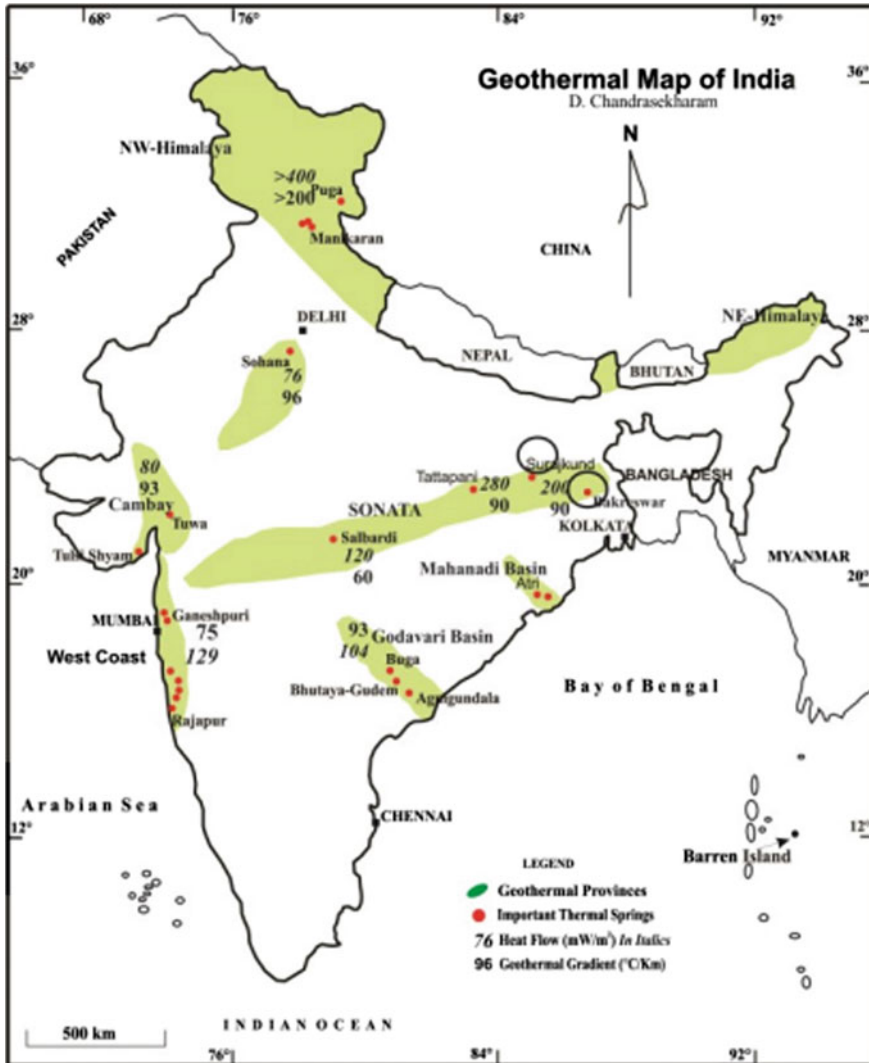 68°
76°
84°
92°
36°
36°
Geothermal Map of India
D. Chandrasekharam
N
NW-Himalaya
>400
>200
Puga
Manikaran
PAKISTAN
CHINA
DELHI
28°
28°
NE-Himalaya
NEPAL
BHUTAN
Sohana
76
96
80
93
Cambay
Tuwa
Tulsi Shyam
SONATA
Tattapani
280
90
Surajkund
200
90
Bakreswar
BANGLADESH
KOLKATA
Salbardi
120
60
MYANMAR
20°
20°
Mahanadi Basin
Atri
MUMBAI
Ganeshpuri
75
129
West Coast
Rajapur
93
104
Godavari Basin
Buga
Bhutaya-Gudem
Agnigundala
Bay of Bengal
Arabian Sea
CHENNAI
12°
12°
Barren Island
LEGEND
Geothermal Provinces
Important Thermal Springs
76 Heat Flow (mW/m²) In Italics
96 Geothermal Gradient (°C/Km)
500 km
INDIAN OCEAN
76°
84°
92°